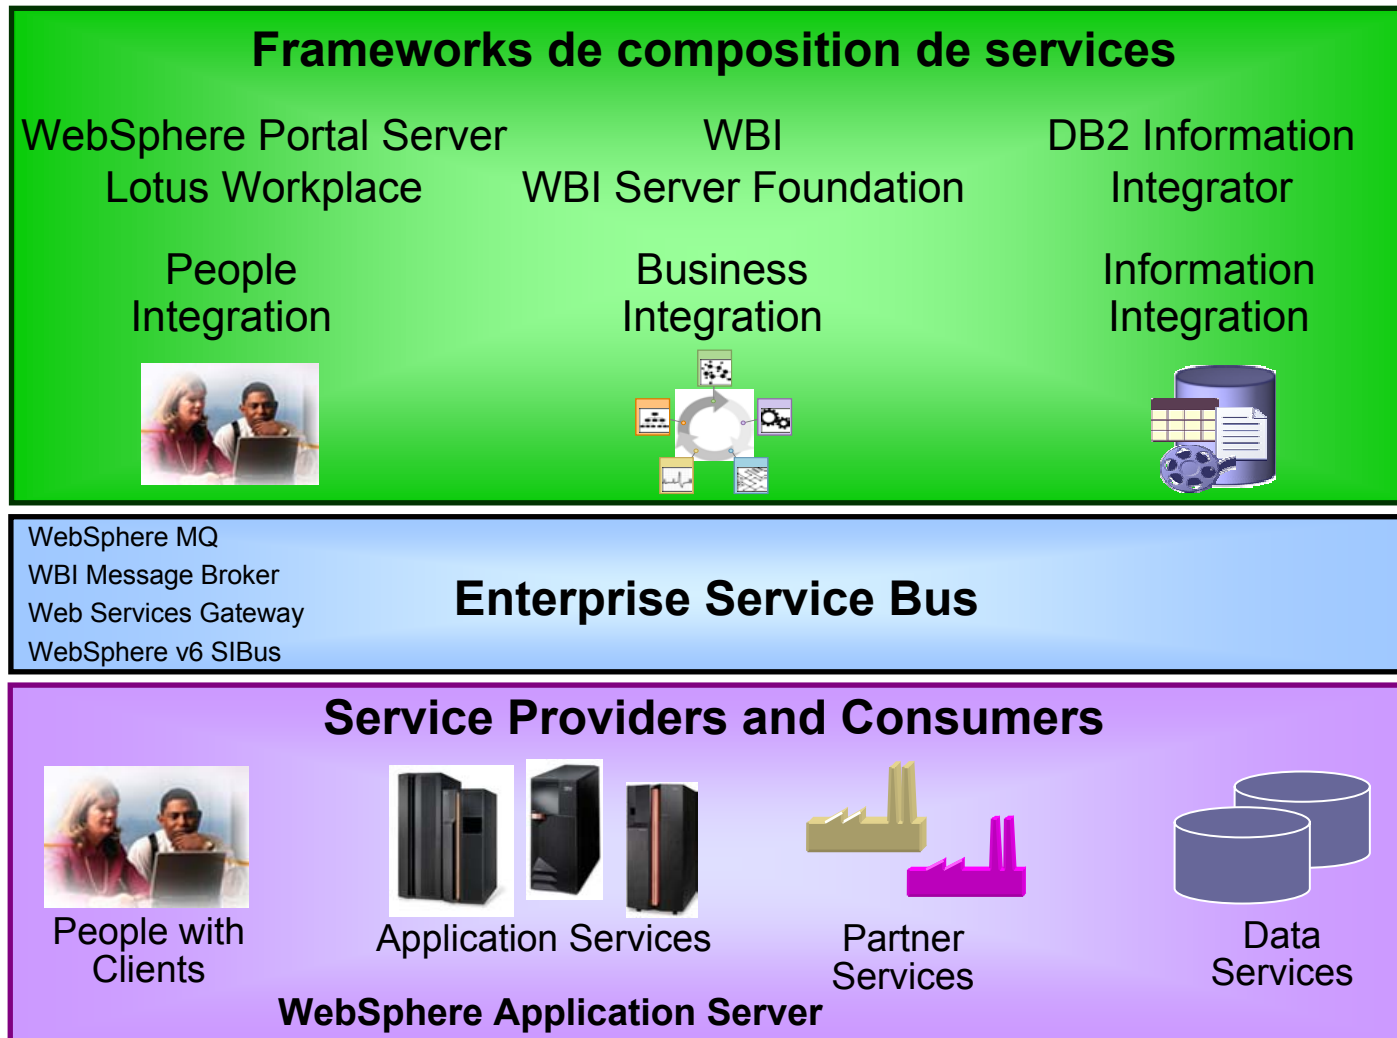 Frameworks de composition de services
WebSphere Portal Server
Lotus Workplace
WBI
WBI Server Foundation
DB2 Information
Integrator
People
Integration
Business
Integration
Information
Integration
WebSphere MQ
WBI Message Broker
Web Services Gateway
WebSphere v6 SIBus
Enterprise Service Bus
Service Providers and Consumers
People with
Clients
Application Services
Partner
Services
Data
Services
WebSphere Application Server